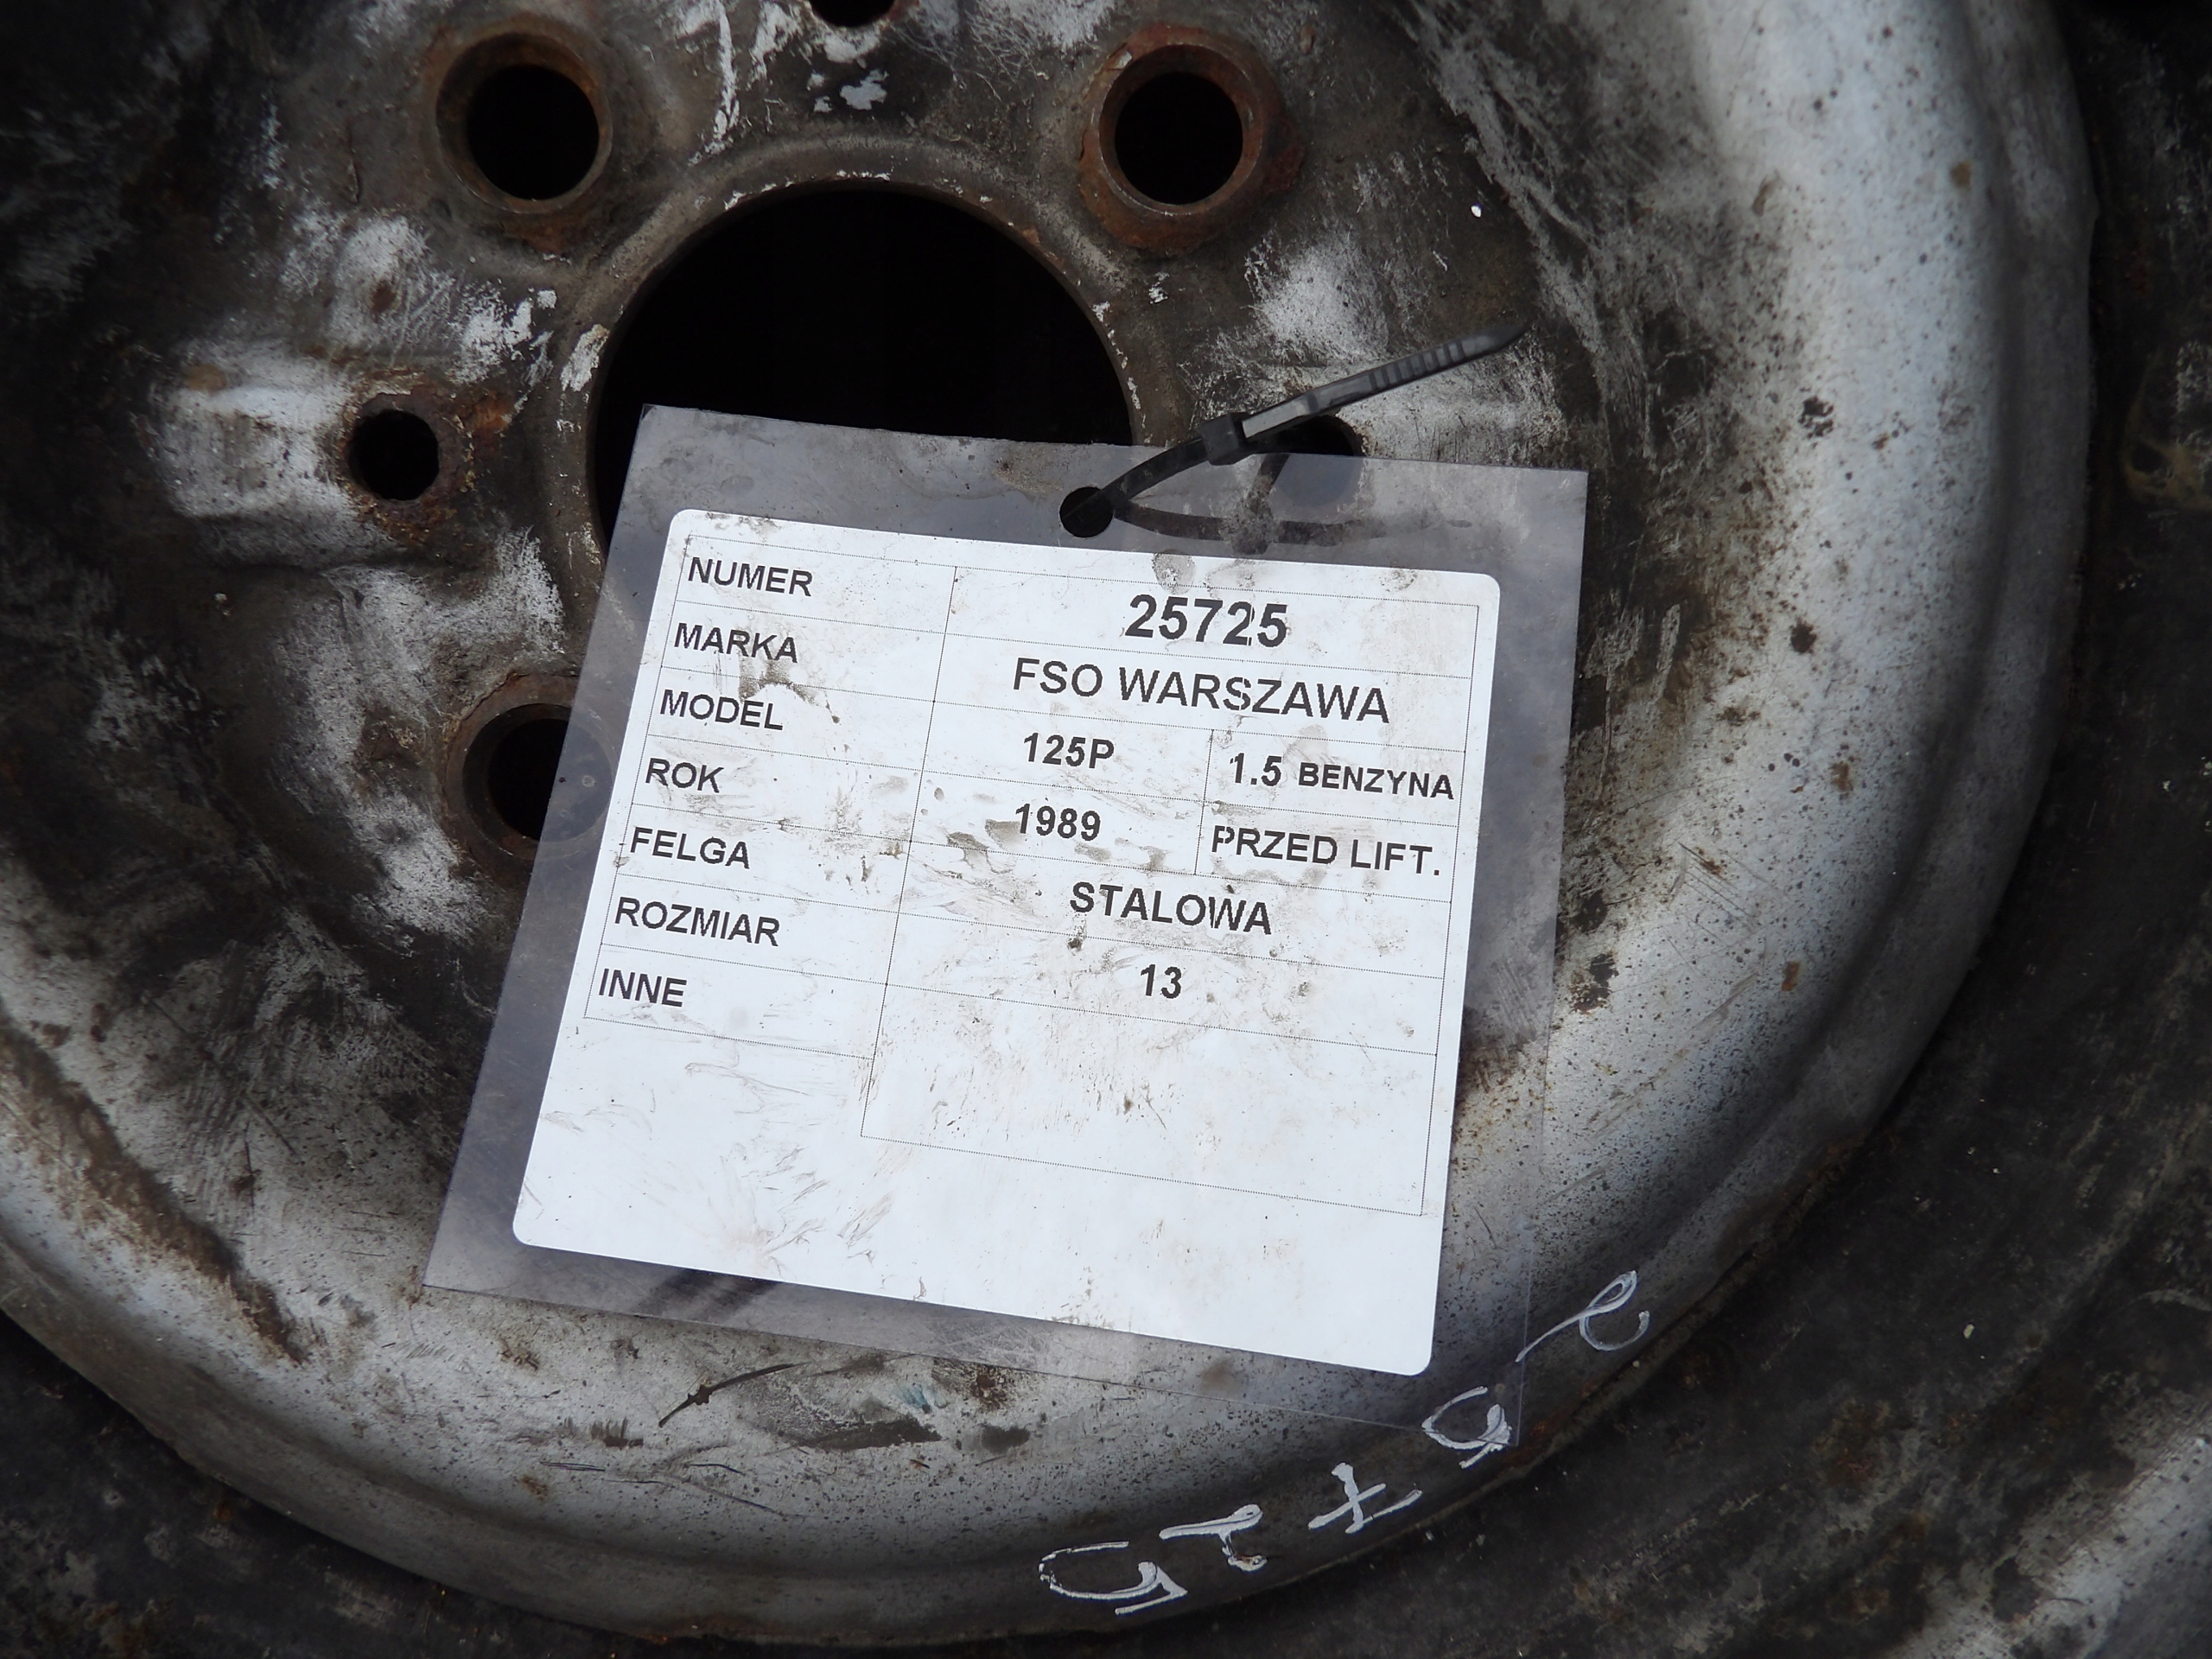 NUMER 25725
MARKA FSO WARSZAWA
MODEL 125P 1.5 BENZYNA
ROK 1989 PRZED LIFT.
FELGA STALOWA
ROZMIAR 13
INNE
25725